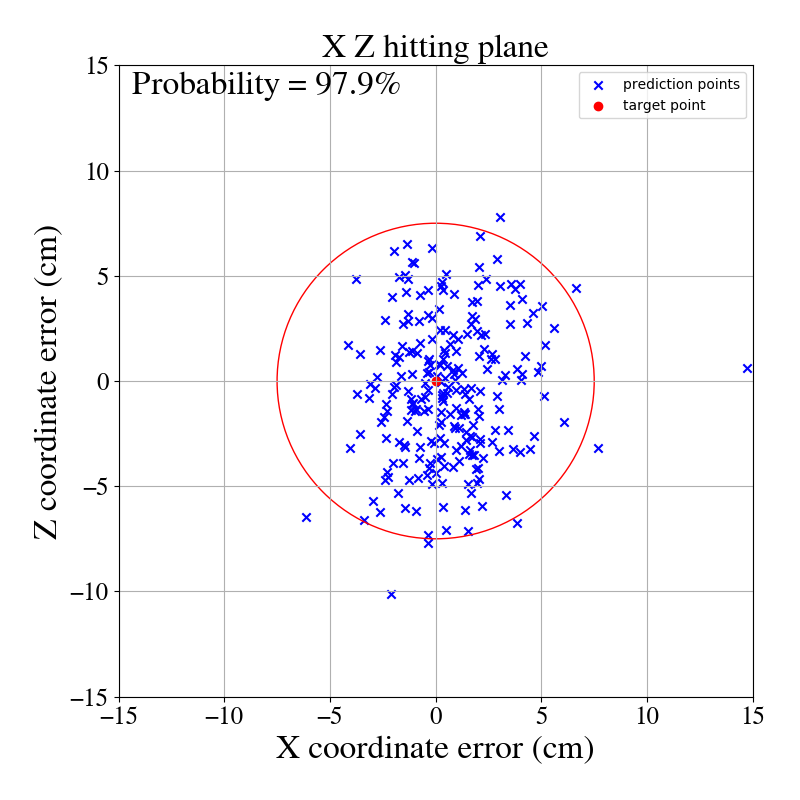 X Z hitting plane
Probability = 97.9%
prediction points
target point
15
10
5
0
−5
−10
−15
Z coordinate error (cm)
−15 −10 −5 0 5 10 15
X coordinate error (cm)